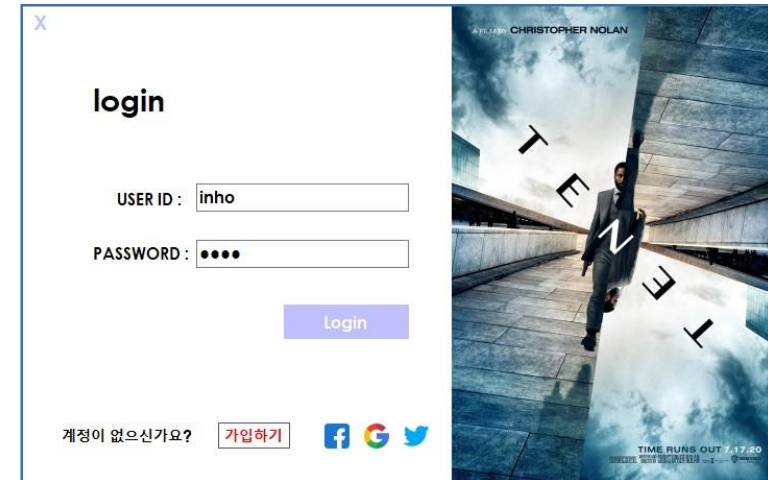 X
login
USER ID : inho
PASSWORD : ●●●●
Login
계정이 없으신가요? 가입하기
A FILM BY CHRISTOPHER NOLAN
TENET
TIME RUNS OUT 7.17.20